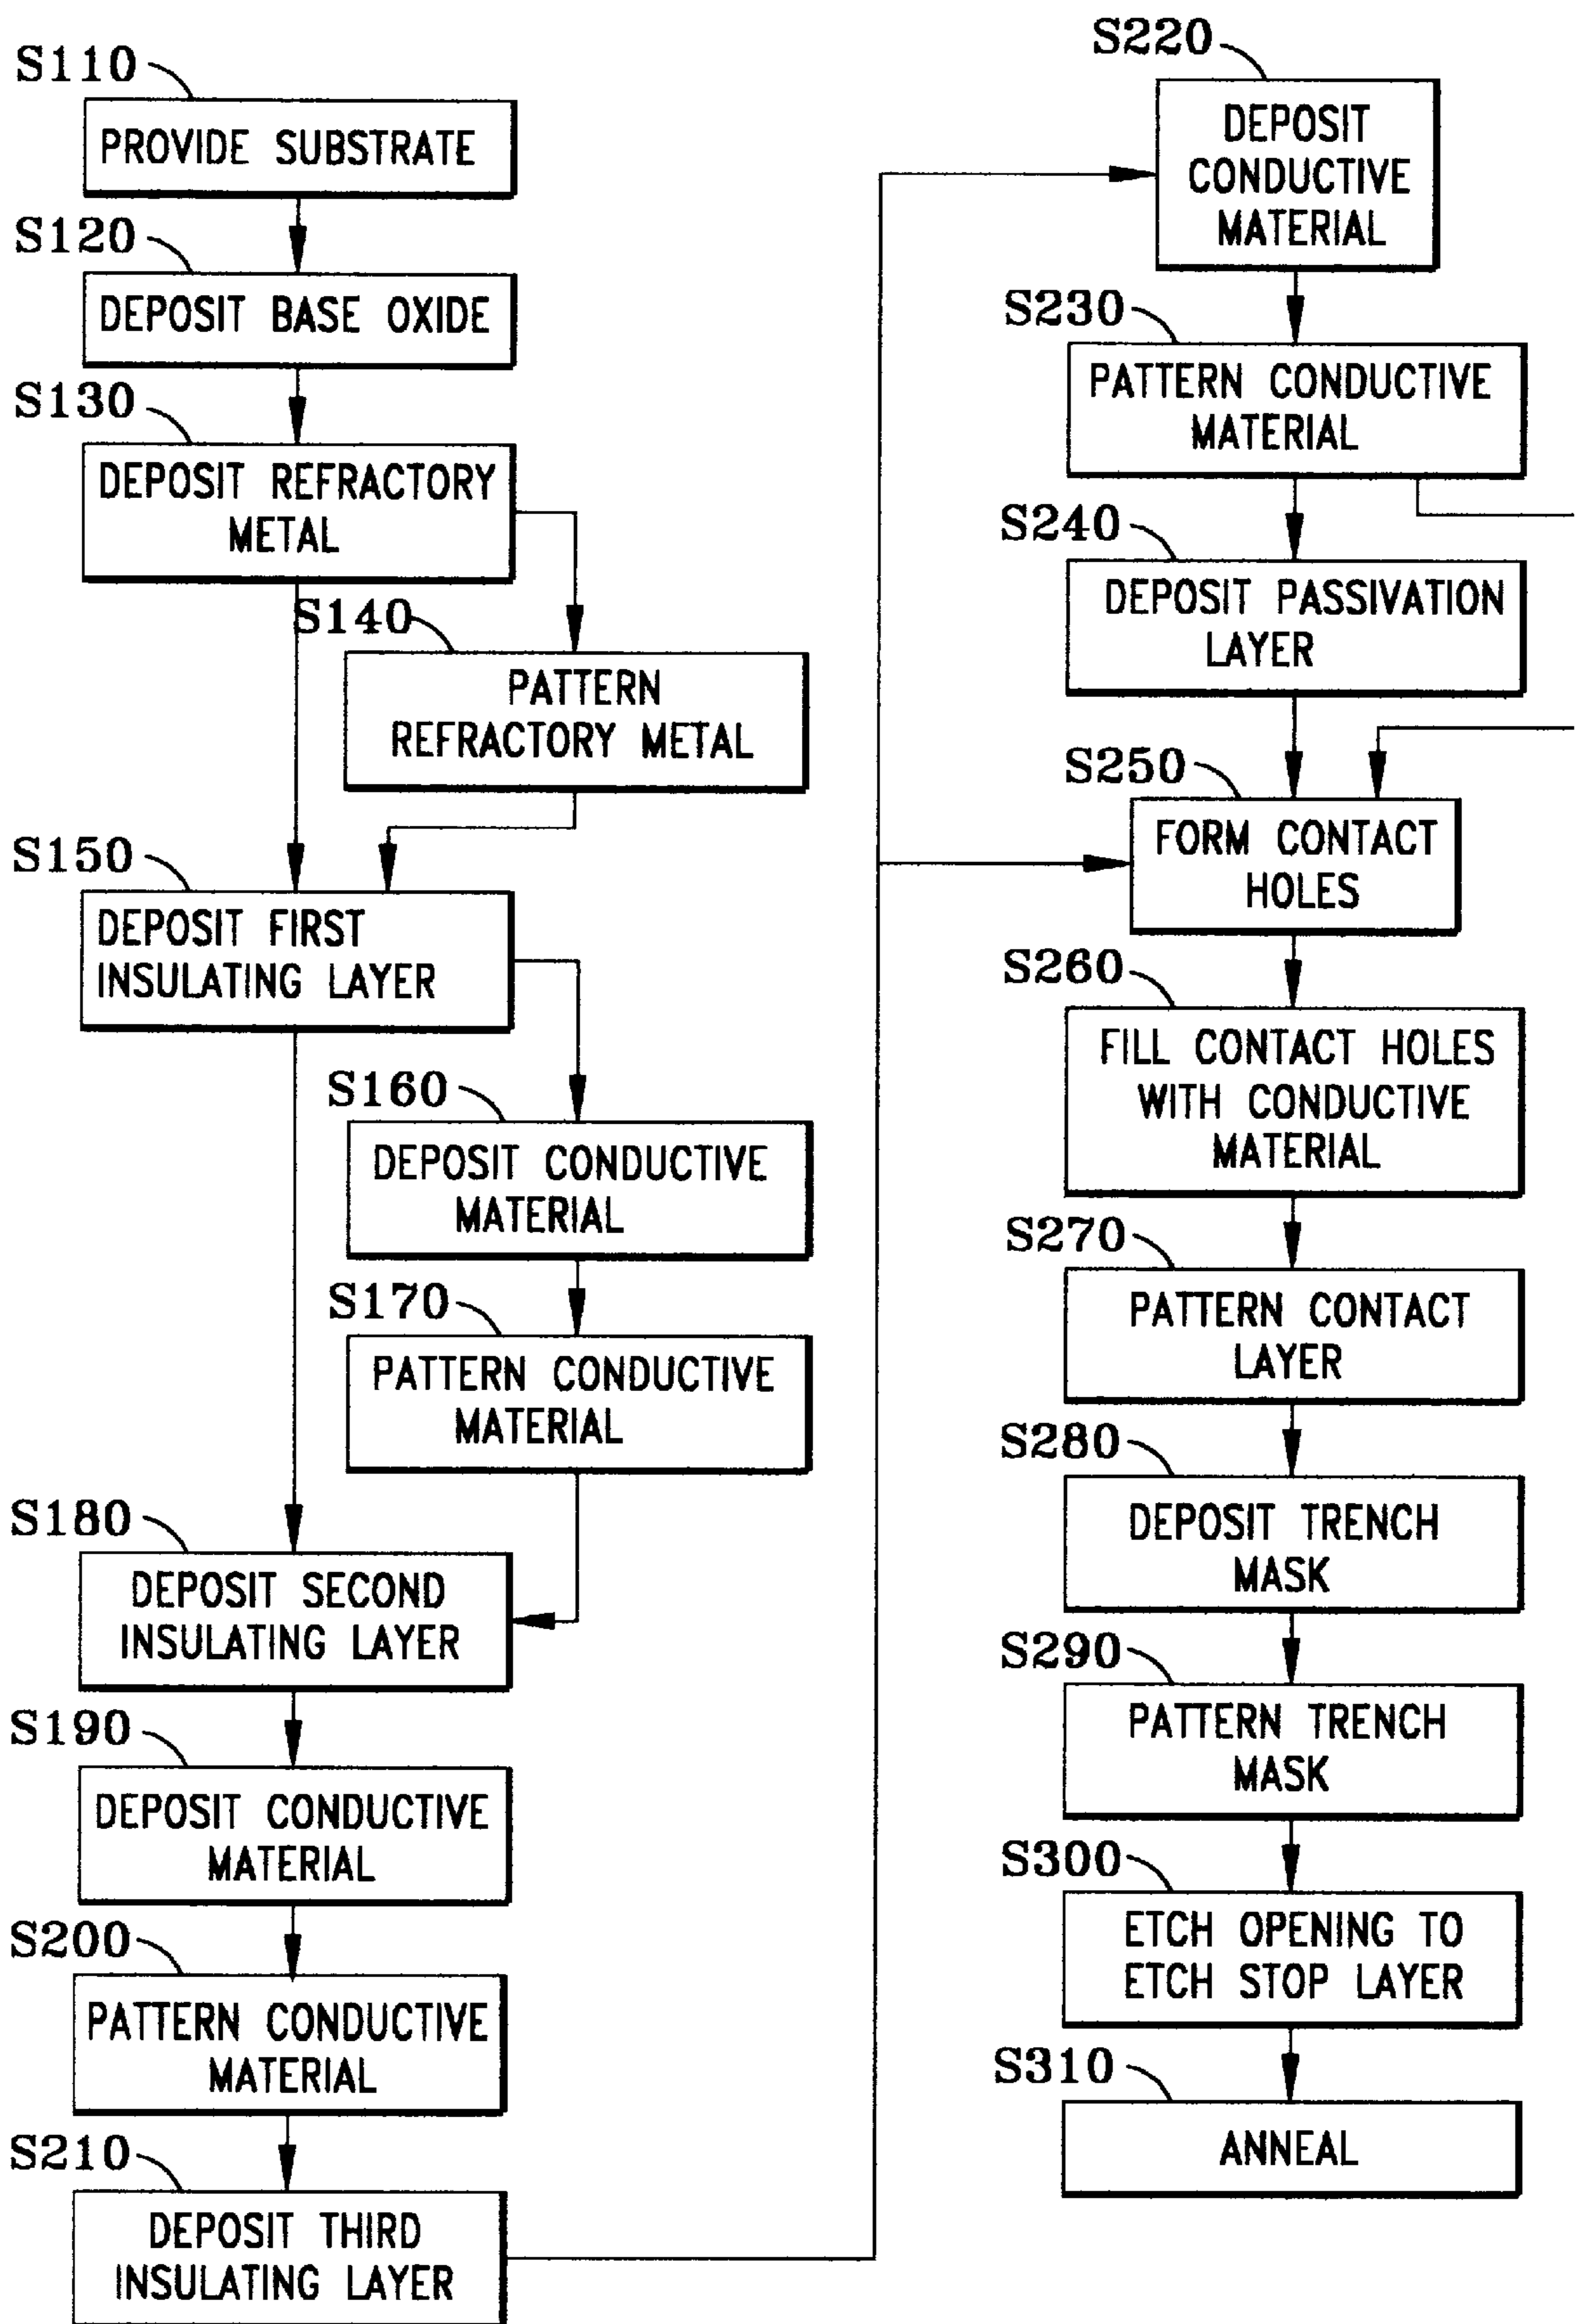 S110
PROVIDE SUBSTRATE
S120
DEPOSIT BASE OXIDE
S130
DEPOSIT REFRACTORY
METAL
S140
PATTERN
REFRACTORY METAL
S150
DEPOSIT FIRST
INSULATING LAYER
S160
DEPOSIT CONDUCTIVE
MATERIAL
S170
PATTERN CONDUCTIVE
MATERIAL
S180
DEPOSIT SECOND
INSULATING LAYER
S190
DEPOSIT CONDUCTIVE
MATERIAL
S200
PATTERN CONDUCTIVE
MATERIAL
S210
DEPOSIT THIRD
INSULATING LAYER
S220
DEPOSIT
CONDUCTIVE
MATERIAL
S230
PATTERN CONDUCTIVE
MATERIAL
S240
DEPOSIT PASSIVATION
LAYER
S250
FORM CONTACT
HOLES
S260
FILL CONTACT HOLES
WITH CONDUCTIVE
MATERIAL
S270
PATTERN CONTACT
LAYER
S280
DEPOSIT TRENCH
MASK
S290
PATTERN TRENCH
MASK
S300
ETCH OPENING TO
ETCH STOP LAYER
S310
ANNEAL